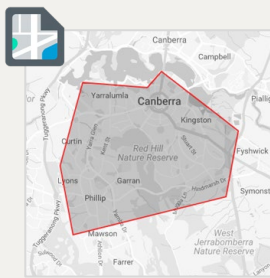 Canberra
Campbell
Yarralumla
Canberra
Kingston
Curtin
Red Hill
Nature Reserve
Fyshwick
Lyons
Garran
Phillip
Mawson
West
Jerrabomberra
Nature Reserve
Farrer